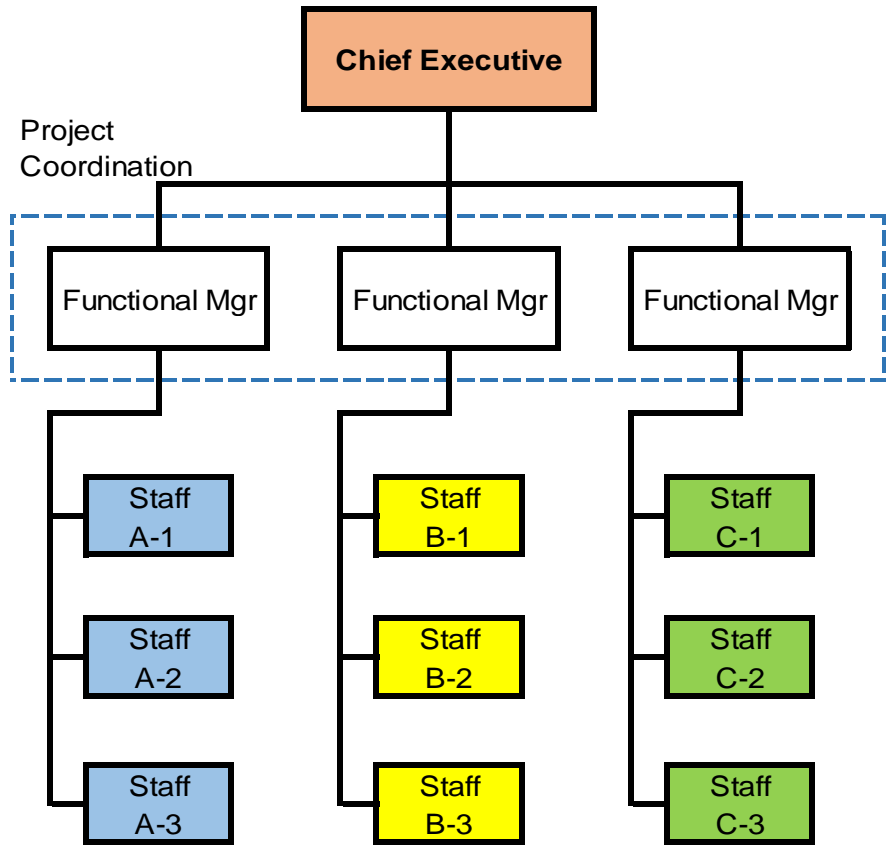 Chief Executive
Project
Coordination
Functional Mgr
Functional Mgr
Functional Mgr
Staff
A-1
Staff
B-1
Staff
C-1
Staff
A-2
Staff
B-2
Staff
C-2
Staff
A-3
Staff
B-3
Staff
C-3